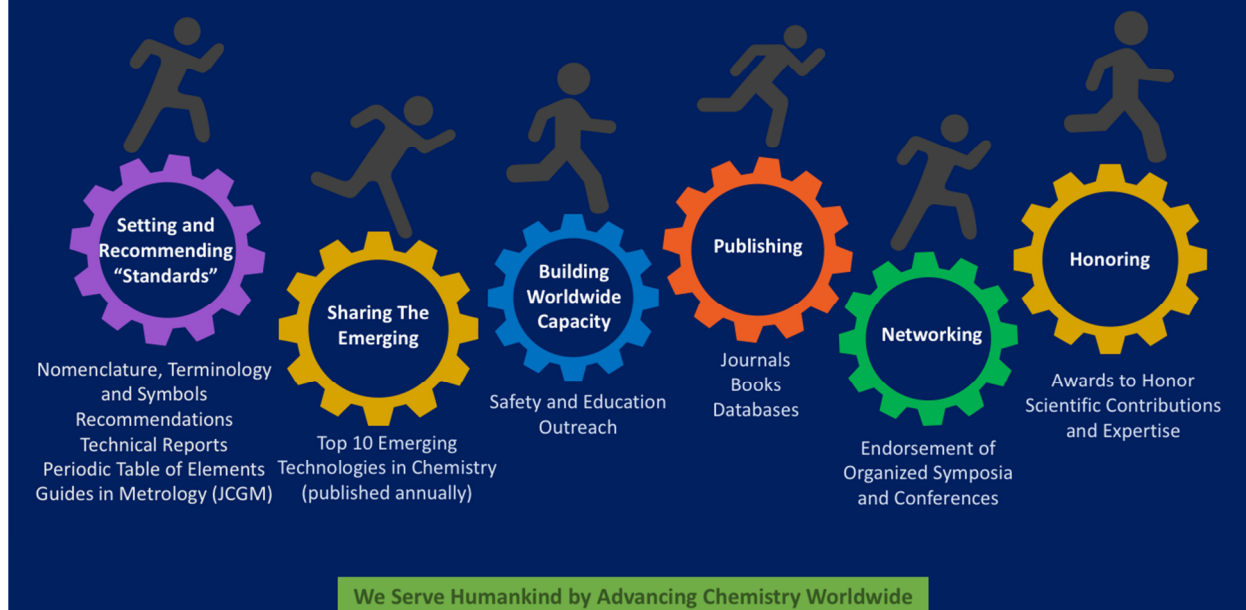 Setting and
Recommending
“Standards”
Nomenclature, Terminology
and Symbols
Recommendations
Technical Reports
Periodic Table of Elements
Guides in Metrology (JCGM)
Sharing The
Emerging
Top 10 Emerging
Technologies in Chemistry
(published annually)
Building
Worldwide
Capacity
Safety and Education
Outreach
Publishing
Journals
Books
Databases
Networking
Endorsement of
Organized Symposia
and Conferences
Honoring
Awards to Honor
Scientific Contributions
and Expertise
We Serve Humankind by Advancing Chemistry Worldwide